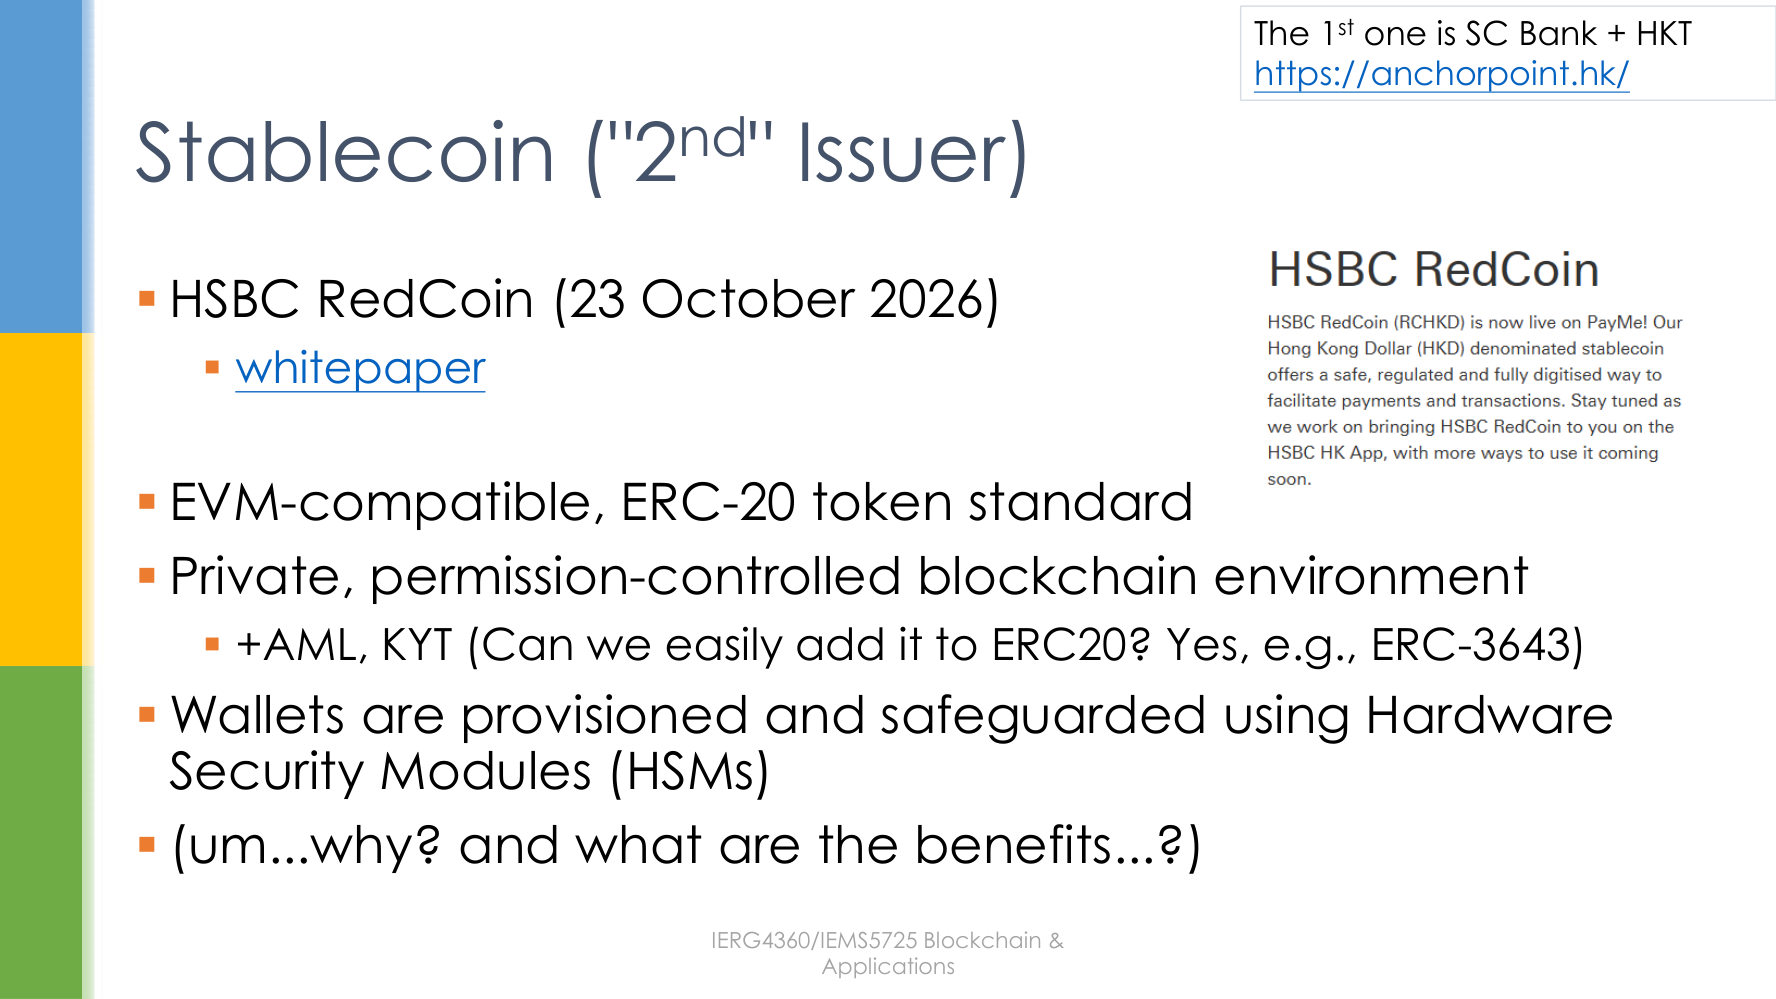 The 1st one is SC Bank + HKT
https://anchorpoint.hk/
Stablecoin ("2nd" Issuer)
HSBC RedCoin (23 October 2026)
whitepaper
HSBC RedCoin
HSBC RedCoin (RCHKD) is now live on PayMe! Our
Hong Kong Dollar (HKD) denominated stablecoin
offers a safe, regulated and fully digitised way to
facilitate payments and transactions. Stay tuned as
we work on bringing HSBC RedCoin to you on the
HSBC HK App, with more ways to use it coming
soon.
EVM-compatible, ERC-20 token standard
Private, permission-controlled blockchain environment
+AML, KYT (Can we easily add it to ERC20? Yes, e.g., ERC-3643)
Wallets are provisioned and safeguarded using Hardware
Security Modules (HSMs)
(um...why? and what are the benefits...?)
IERG4360/IEMS5725 Blockchain &
Applications